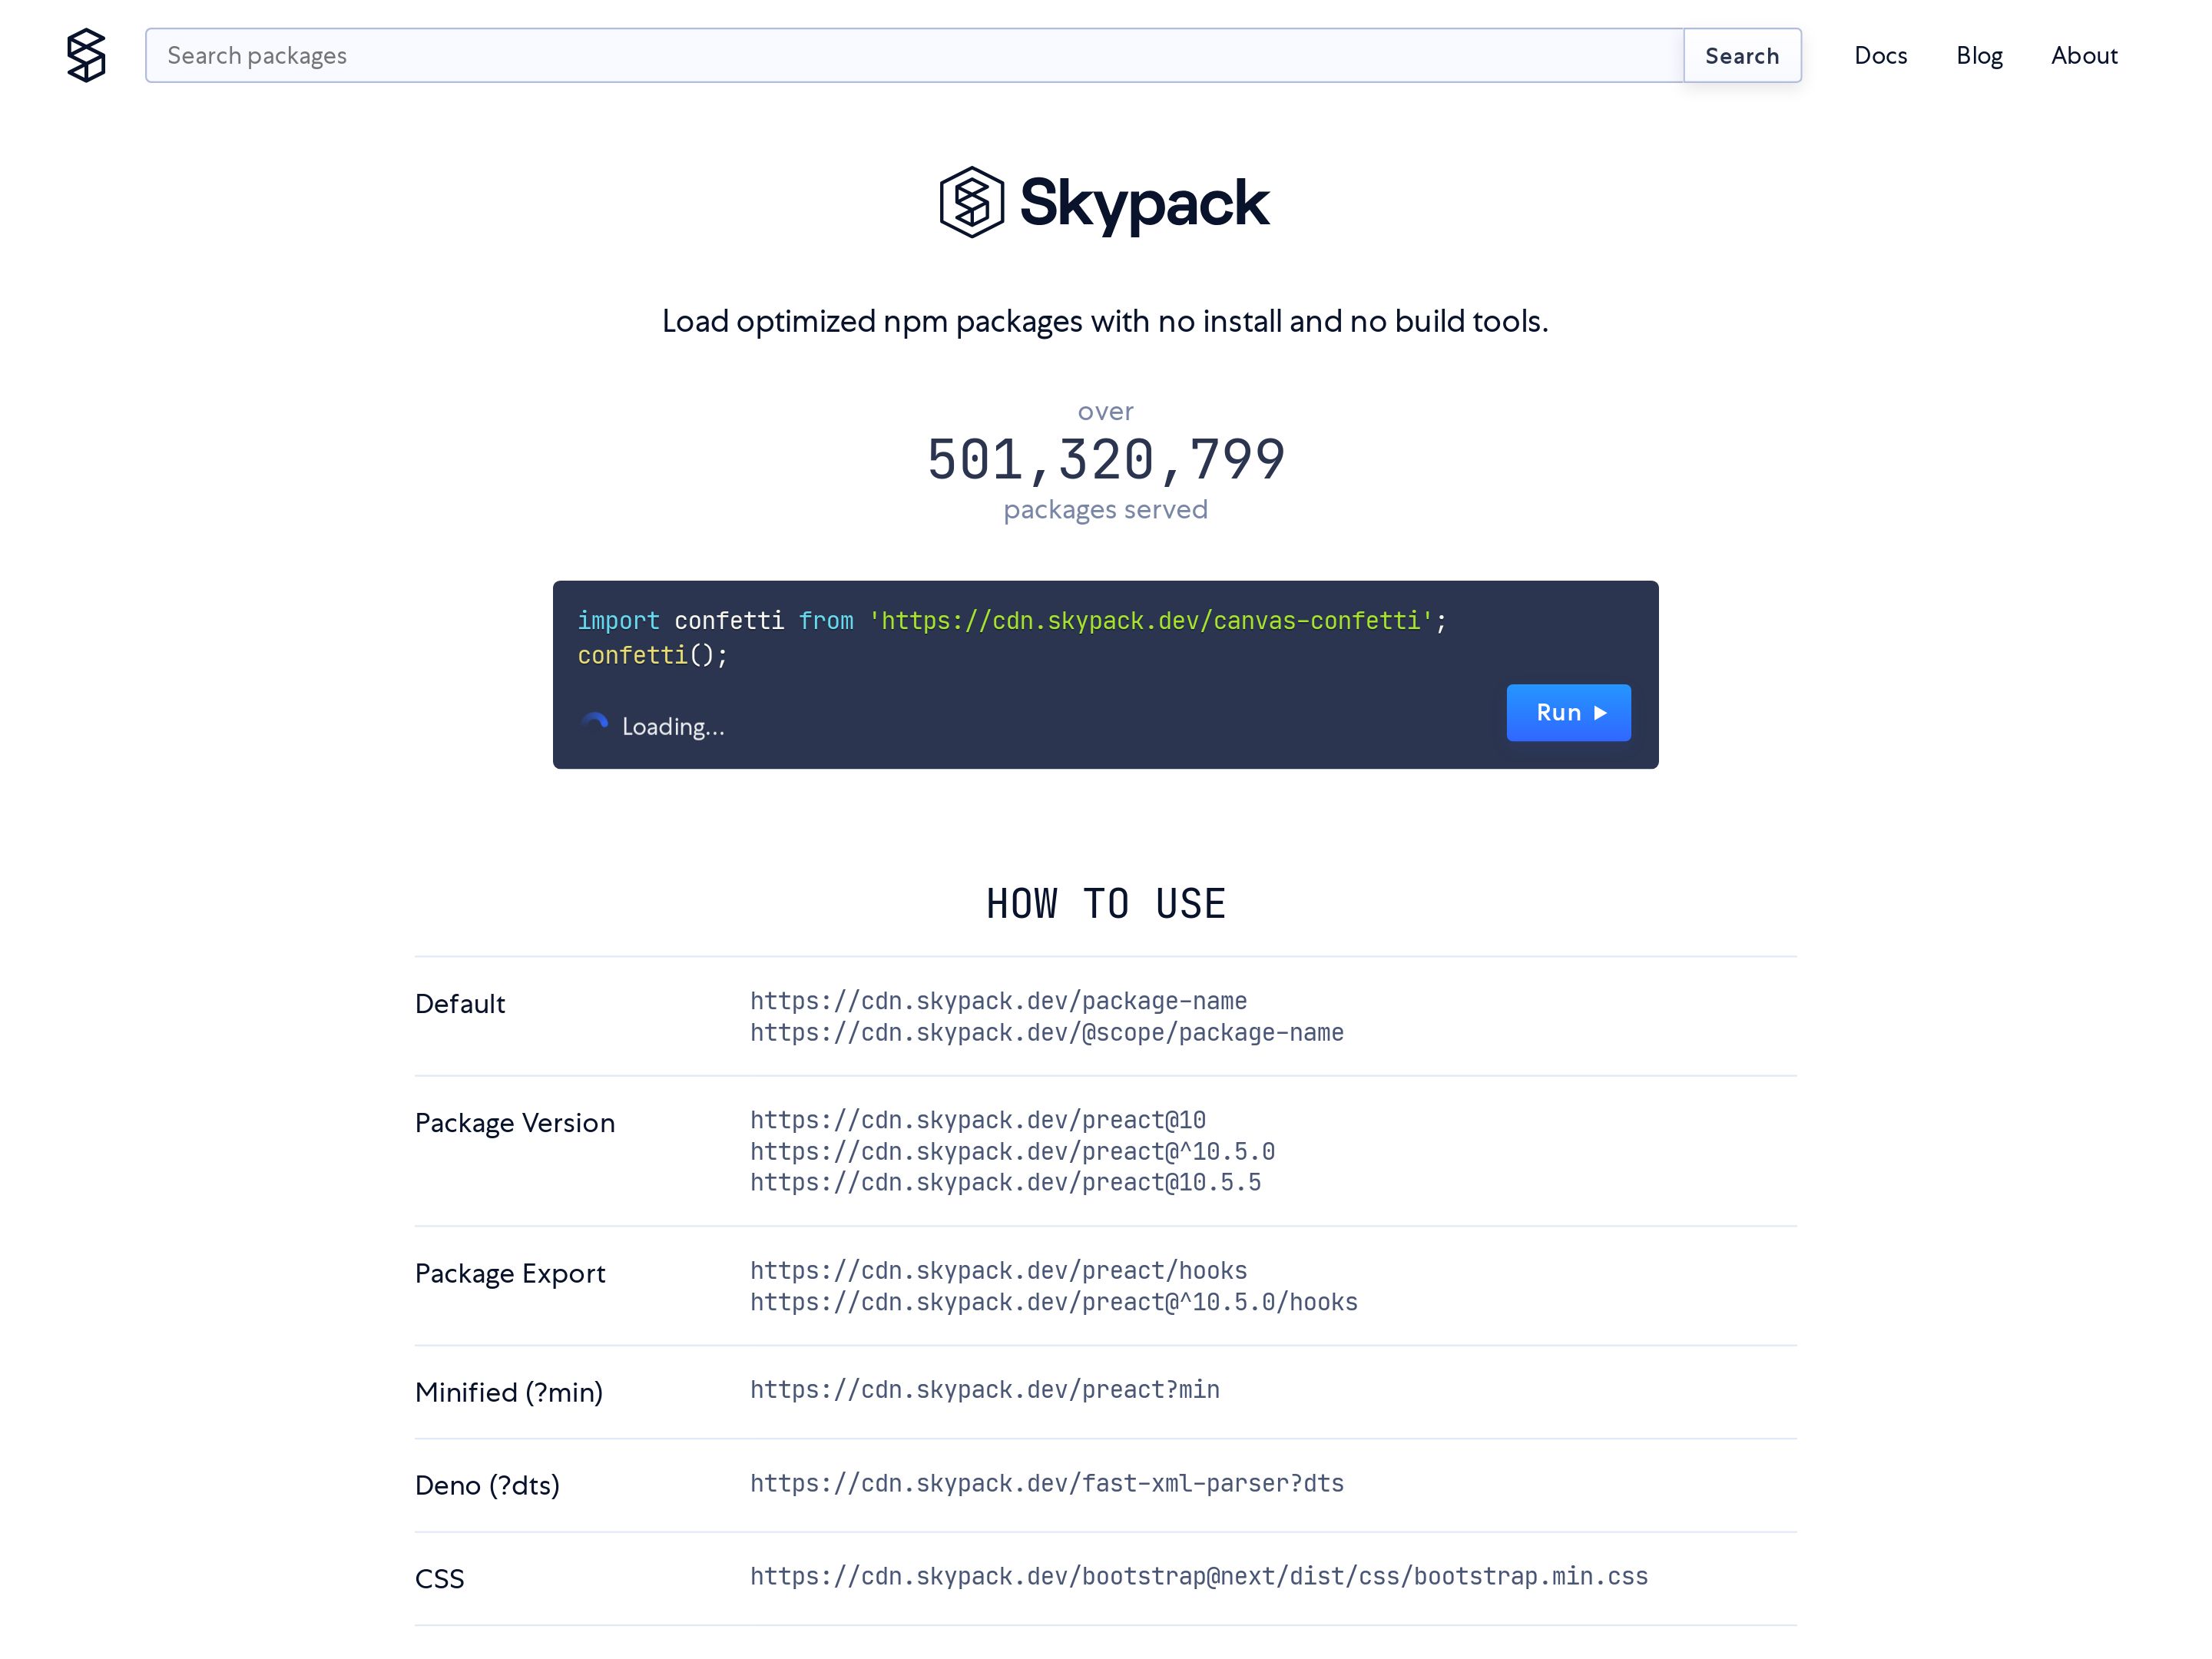 Search packages
Search
Docs
Blog
About
Skypack
Load optimized npm packages with no install and no build tools.
over
501,320,799
packages served
import confetti from 'https://cdn.skypack.dev/canvas-confetti';
confetti();
Loading...
Run
HOW TO USE
Default
https://cdn.skypack.dev/package-name
https://cdn.skypack.dev/@scope/package-name
Package Version
https://cdn.skypack.dev/preact@10
https://cdn.skypack.dev/preact@^10.5.0
https://cdn.skypack.dev/preact@10.5.5
Package Export
https://cdn.skypack.dev/preact/hooks
https://cdn.skypack.dev/preact@^10.5.0/hooks
Minified (?min)
https://cdn.skypack.dev/preact?min
Deno (?dts)
https://cdn.skypack.dev/fast-xml-parser?dts
CSS
https://cdn.skypack.dev/bootstrap@next/dist/css/bootstrap.min.css